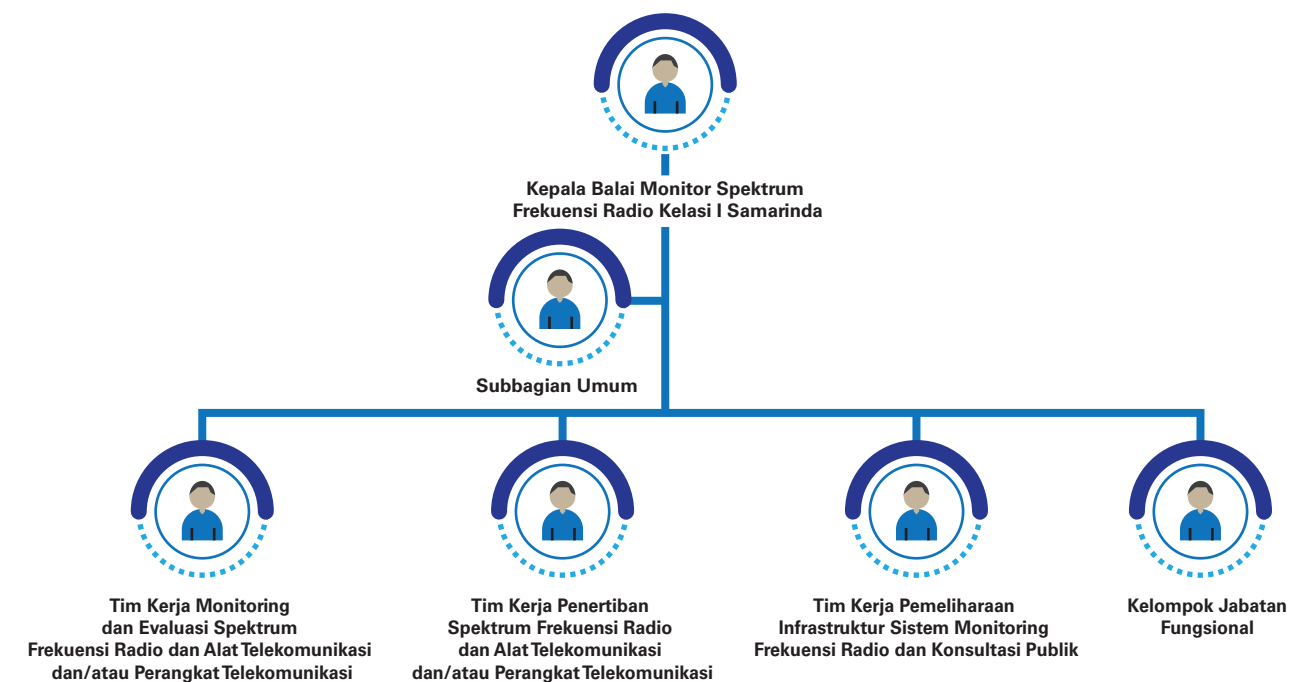 Kepala Balai Monitor Spektrum
Frekuensi Radio Kelasi I Samarinda
Subbagian Umum
Tim Kerja Monitoring
dan Evaluasi Spektrum
Frekuensi Radio dan Alat Telekomunikasi
dan/atau Perangkat Telekomunikasi
Tim Kerja Penertiban
Spektrum Frekuensi Radio
dan Alat Telekomunikasi
dan/atau Perangkat Telekomunikasi
Tim Kerja Pemeliharaan
Infrastruktur Sistem Monitoring
Frekuensi Radio dan Konsultasi Publik
Kelompok Jabatan
Fungsional